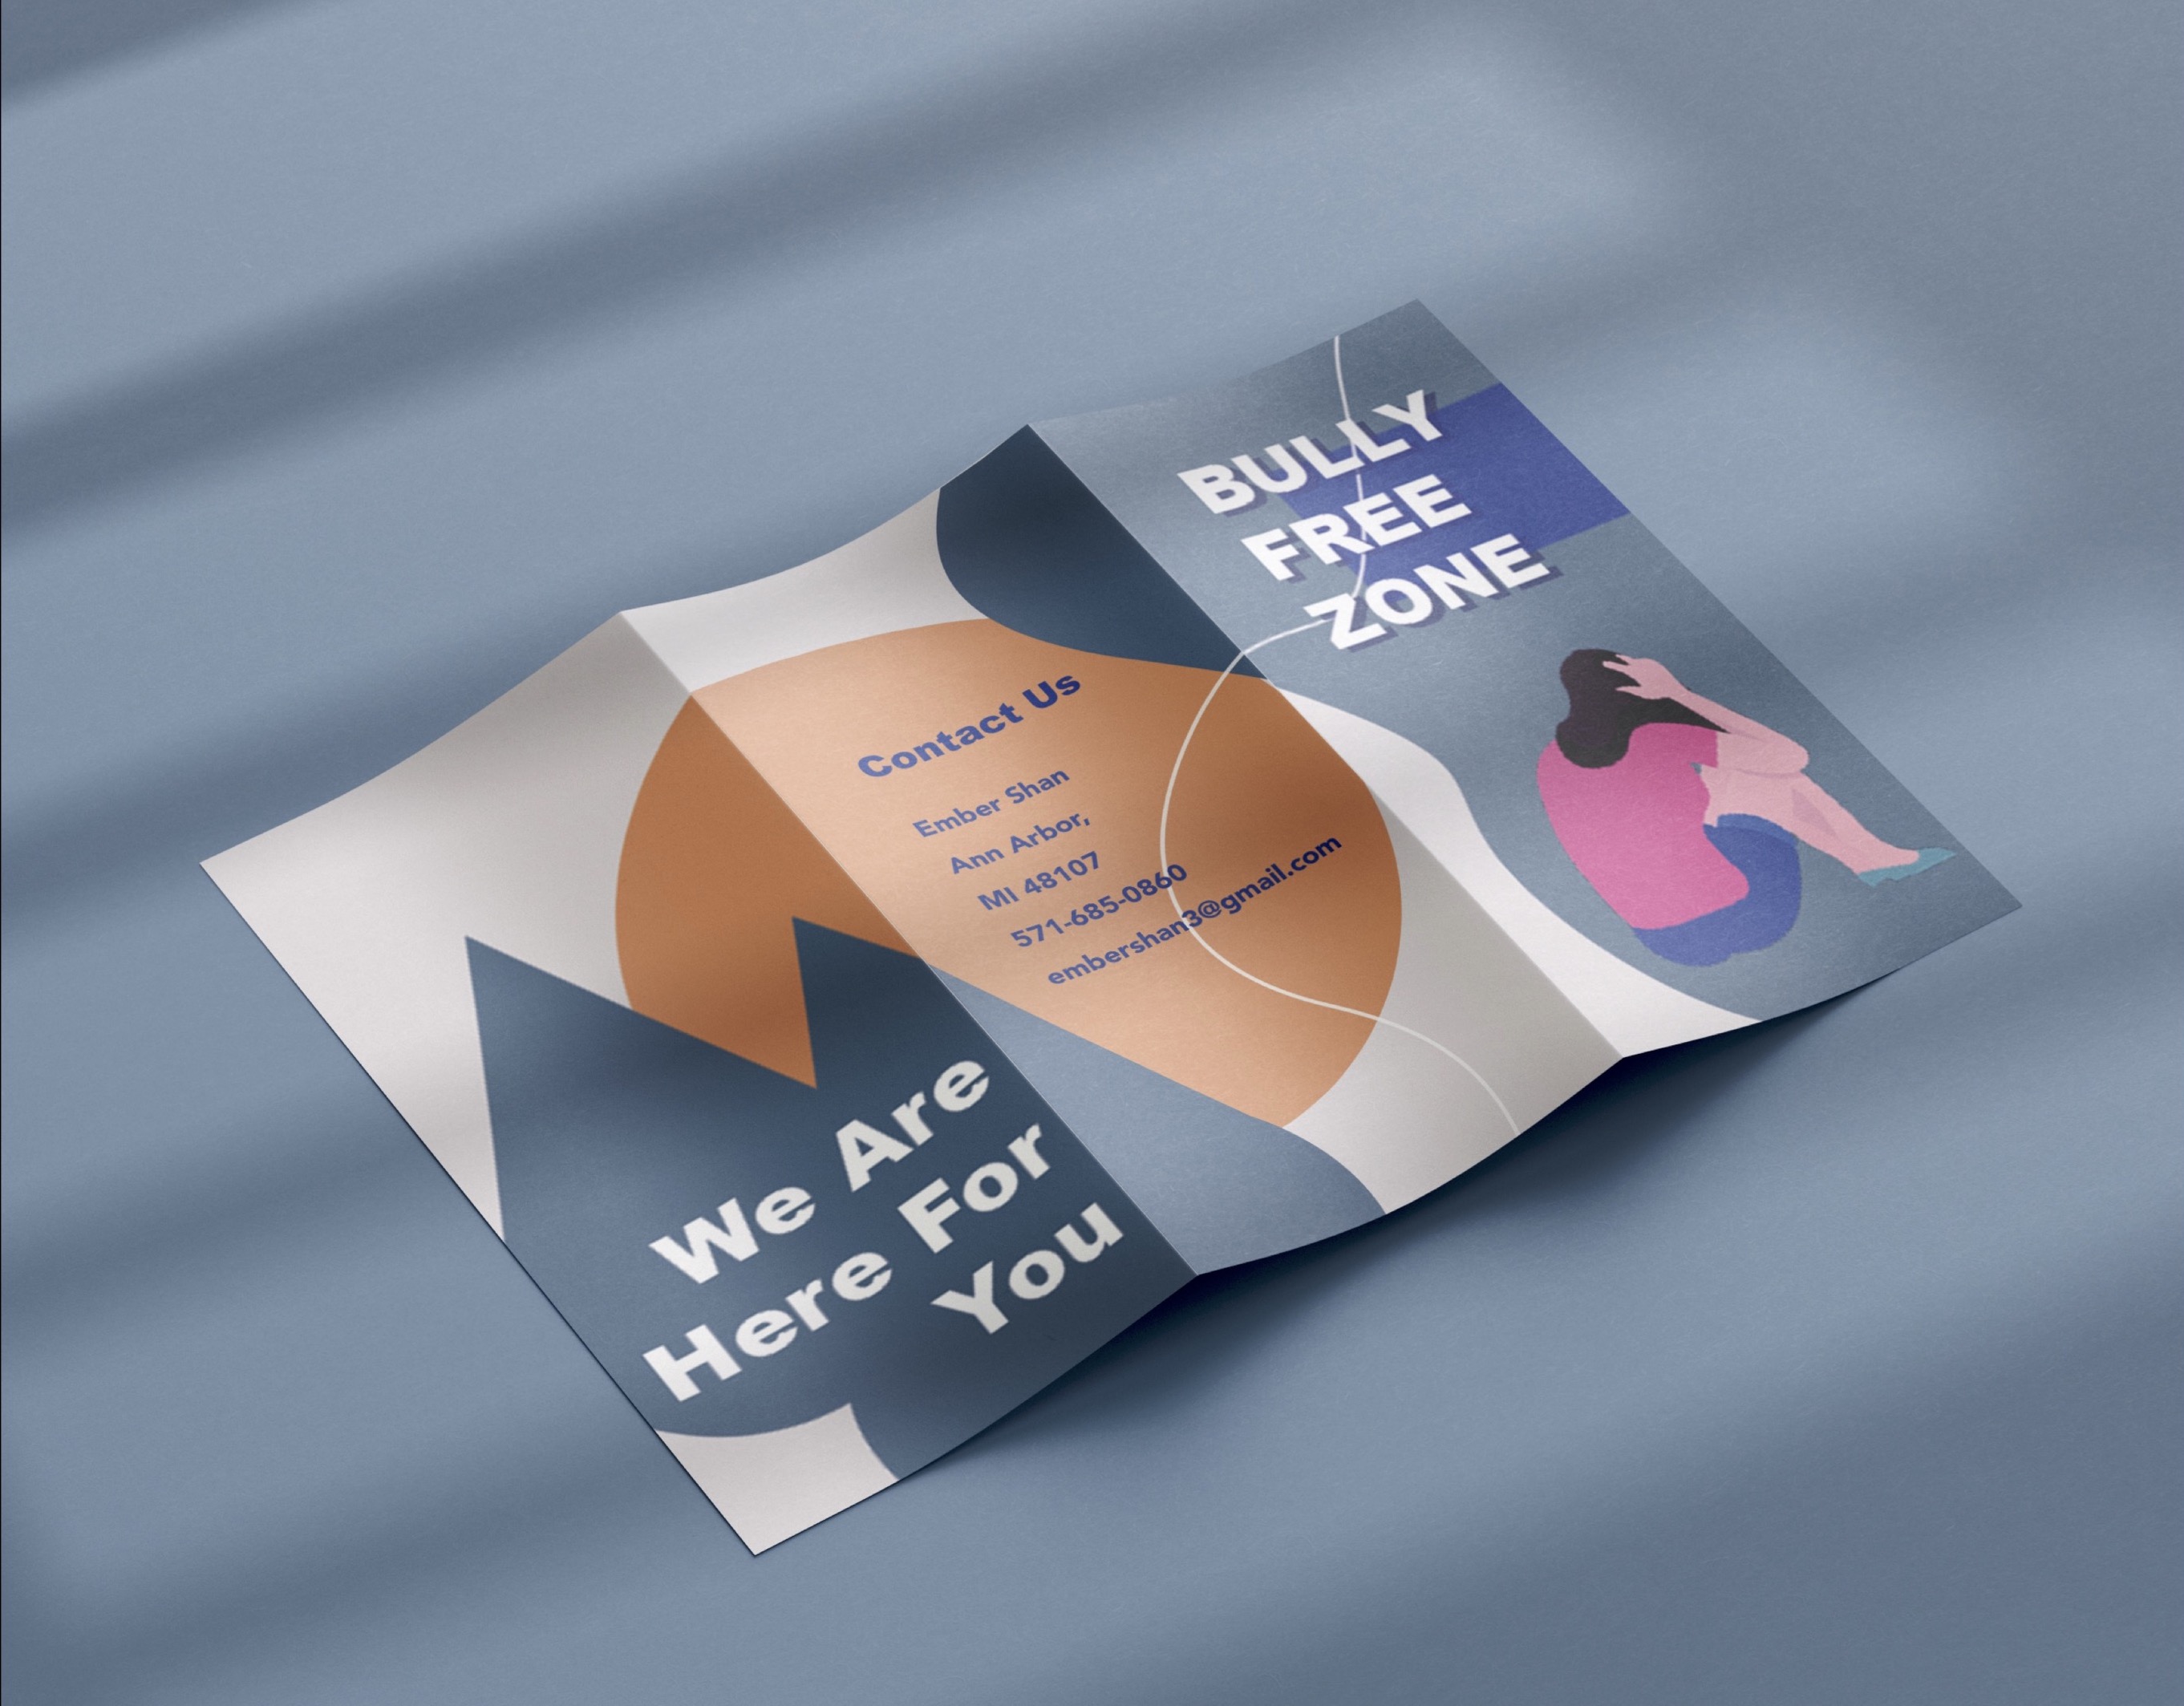 We Are
Here For
You
Contact Us
Ember Shan
Ann Arbor,
MI 48107
571-685-0860
embershan3@gmail.com
BULLY
FREE
ZONE